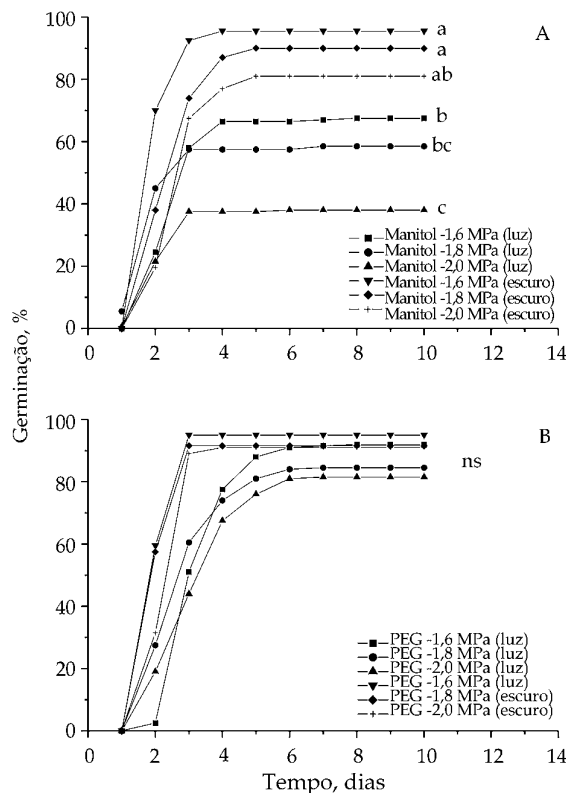 100
A
a
a
80
ab
b
60
bc
40
c
Manitol -1,6 MPa (luz)
Manitol -1,8 MPa (luz)
Manitol -2,0 MPa (luz)
Manitol -1,6 MPa (escuro)
Manitol -1,8 MPa (escuro)
Manitol -2,0 MPa (escuro)
20
0
0 2 4 6 8 10 12 14
Germinação, %
100
B
ns
80
60
40
PEG -1,6 MPa (luz)
PEG -1,8 MPa (luz)
PEG -2,0 MPa (luz)
PEG -1,6 MPa (luz)
PEG -1,8 MPa (escuro)
PEG -2,0 MPa (escuro)
20
0
0 2 4 6 8 10 12 14
Tempo, dias